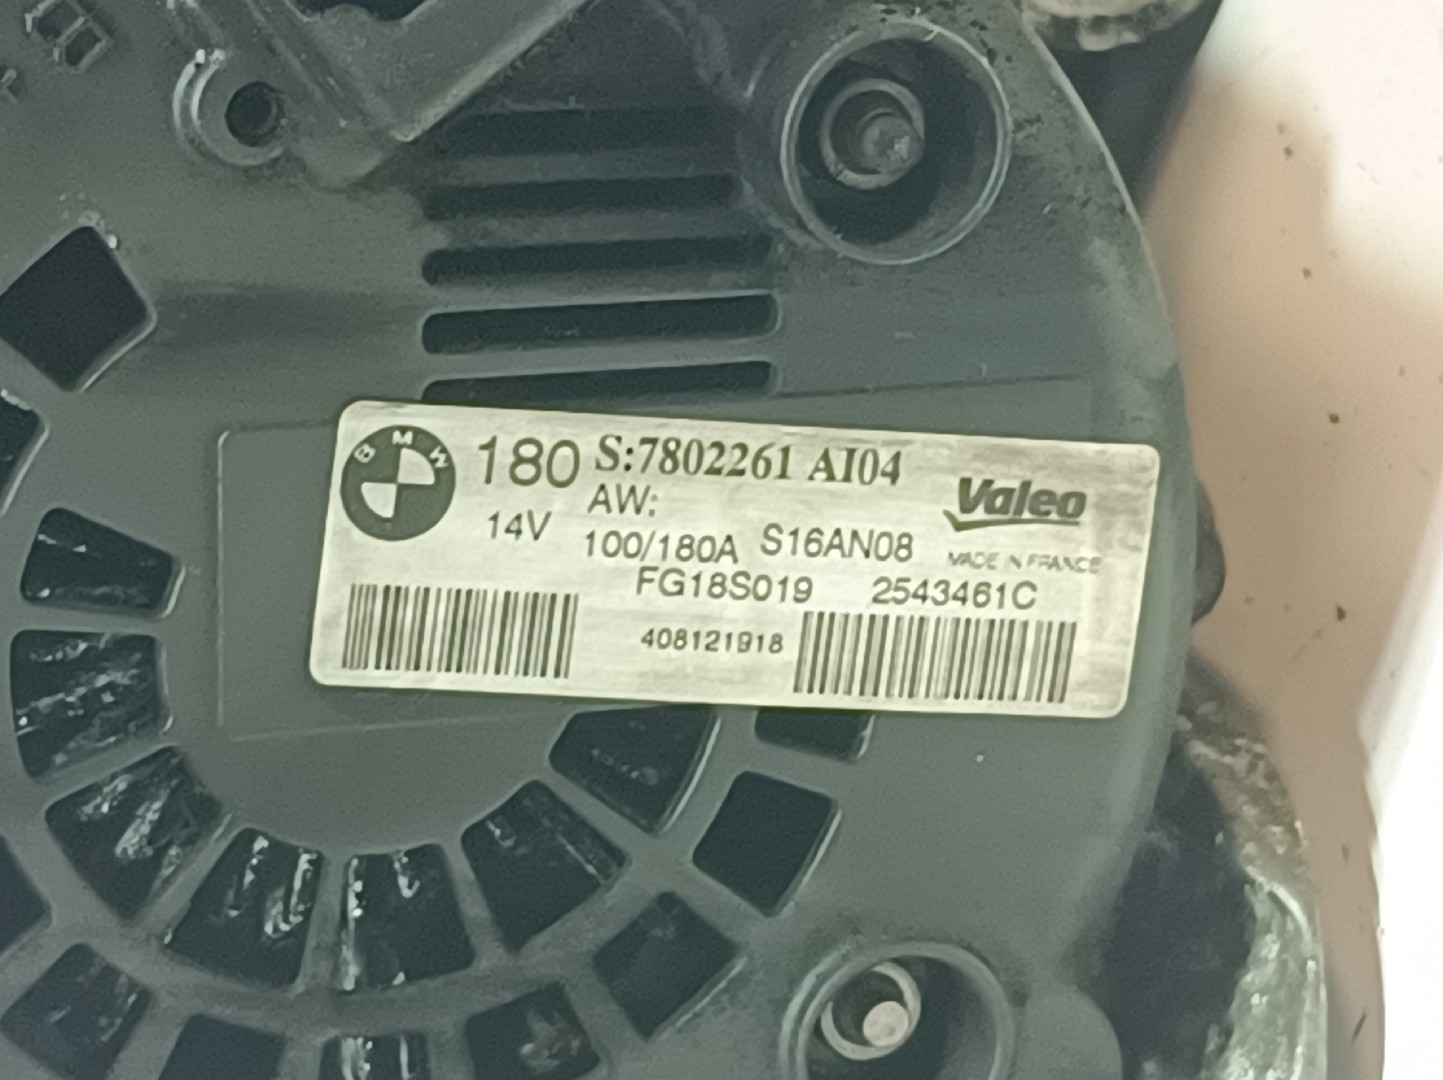 BMW
180 S:7802261 AI04
AW:
14V 100/180A S16AN08
Valeo
MADE IN FRANCE
FG18S019 2543461C
408121918